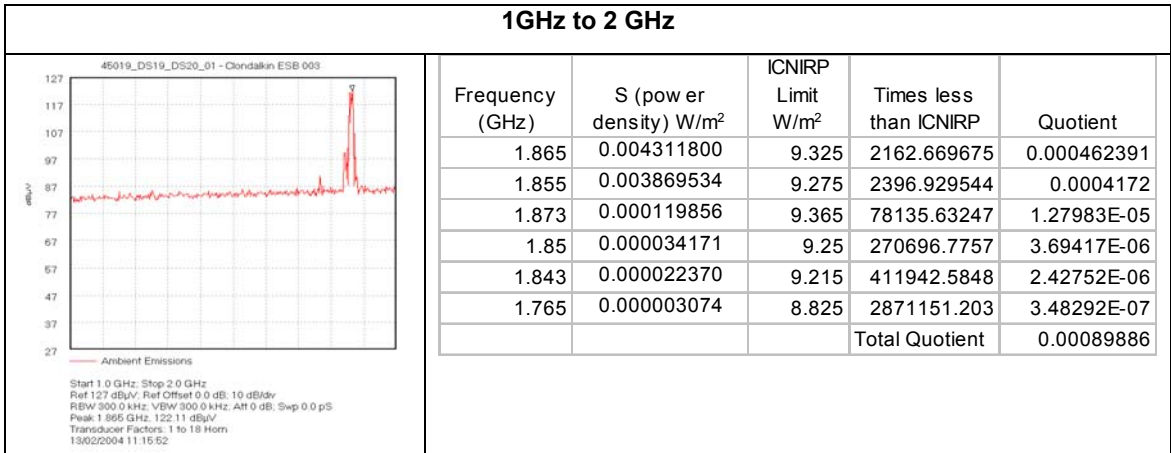 1GHz to 2 GHz
45019_DS19_DS20_01 - Clondalkin ESB 003
127
117
107
97
87
77
67
57
47
37
27
dBµV
Ambient Emissions
Start 1.0 GHz; Stop 2.0 GHz
Ref 127 dBµV; Ref Offset 0.0 dB; 10 dB/div
RBW 300.0 kHz; VBW 300.0 kHz; Att 0 dB; Swp 0.0 pS
Peak 1.865 GHz, 122.11 dBµV
Transducer Factors: 1 to 18 Horn
13/02/2004 11:15:52
Frequency (GHz) S (pow er density) W/m² ICNIRP Limit W/m² Times less than ICNIRP Quotient
1.865 0.004311800 9.325 2162.669675 0.000462391
1.855 0.003869534 9.275 2396.929544 0.0004172
1.873 0.000119856 9.365 78135.63247 1.27983E-05
1.85 0.000034171 9.25 270696.7757 3.69417E-06
1.843 0.000022370 9.215 411942.5848 2.42752E-06
1.765 0.000003074 8.825 2871151.203 3.48292E-07
Total Quotient 0.00089886